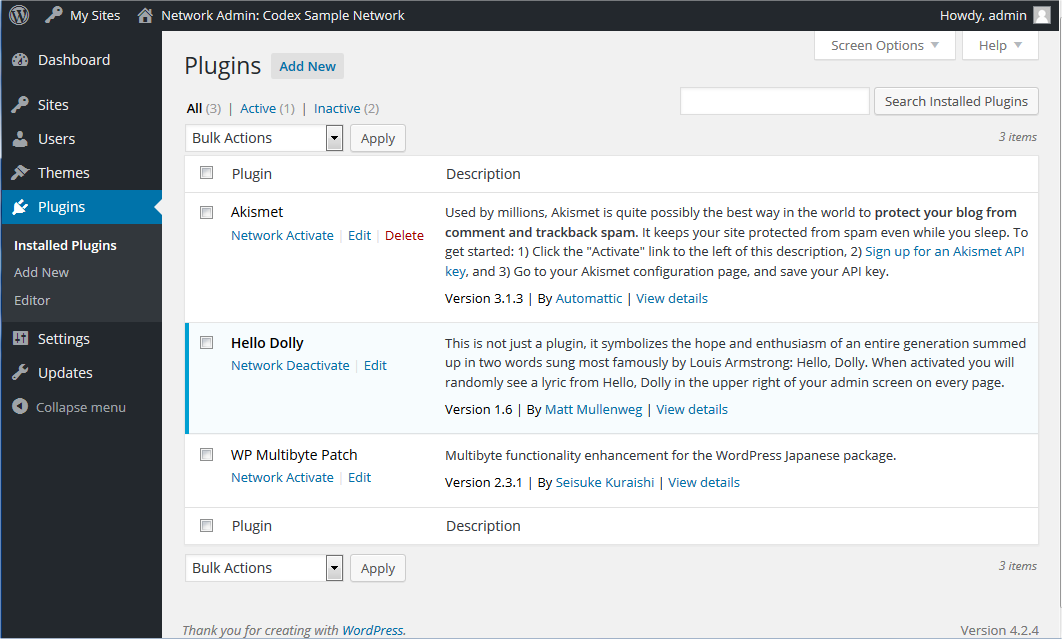 My Sites Network Admin: Codex Sample Network Howdy, admin
Dashboard
Sites
Users
Themes
Plugins
Installed Plugins
Add New
Editor
Settings
Updates
Collapse menu
Screen Options Help
Plugins Add New
All (3) | Active (1) | Inactive (2)
Search Installed Plugins
Bulk Actions Apply
3 items
Plugin Description
Akismet
Network Activate | Edit | Delete
Used by millions, Akismet is quite possibly the best way in the world to protect your blog from
comment and trackback spam. It keeps your site protected from spam even while you sleep. To
get started: 1) Click the "Activate" link to the left of this description, 2) Sign up for an Akismet API
key, and 3) Go to your Akismet configuration page, and save your API key.
Version 3.1.3 | By Automattic | View details
Hello Dolly
Network Deactivate | Edit
This is not just a plugin, it symbolizes the hope and enthusiasm of an entire generation summed
up in two words sung most famously by Louis Armstrong: Hello, Dolly. When activated you will
randomly see a lyric from Hello, Dolly in the upper right of your admin screen on every page.
Version 1.6 | By Matt Mullenweg | View details
WP Multibyte Patch
Network Activate | Edit
Multibyte functionality enhancement for the WordPress Japanese package.
Version 2.3.1 | By Seisuke Kuraishi | View details
Plugin Description
Bulk Actions Apply
3 items
Thank you for creating with WordPress.
Version 4.2.4